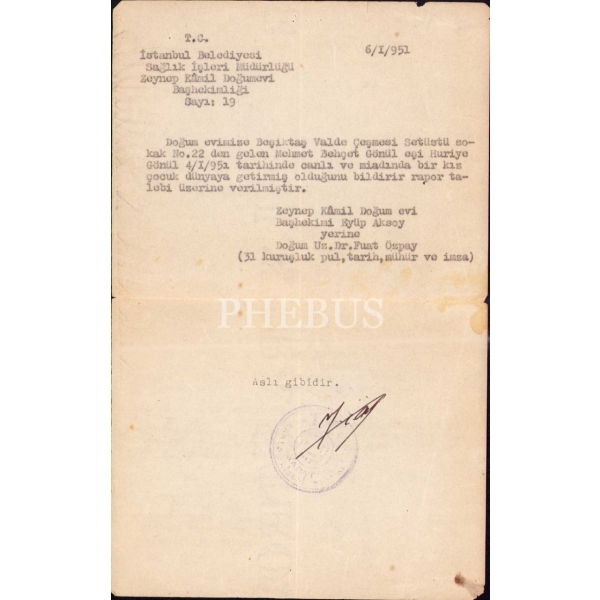 T.C.
İstanbul Belediyesi
Sağlık İşleri Müdürlüğü
Zeynep Kâmil Doğumevi
Başhekimliği
Sayı: 19
6/I/951
Doğum evimize Beşiktaş Valde Çeşmesi Setüstü so-
kak No.22 den gelen Mehmet Behçet Gönül eşi Huriye
Gönül 4/I/951 tarihinde canlı ve miadında bir kız
çocuk dünyaya getirmiş olduğunu bildirir rapor ta-
lebi üzerine verilmiştir.
Zeynep Kâmil Doğum evi
Başhekimi Eyüp Aksoy
yerine
Doğum Uz.Dr.Fuat Özpay
(31 kuruşluk pul,tarih,mühür ve imza)
PHEBUS
Aslı gibidir.